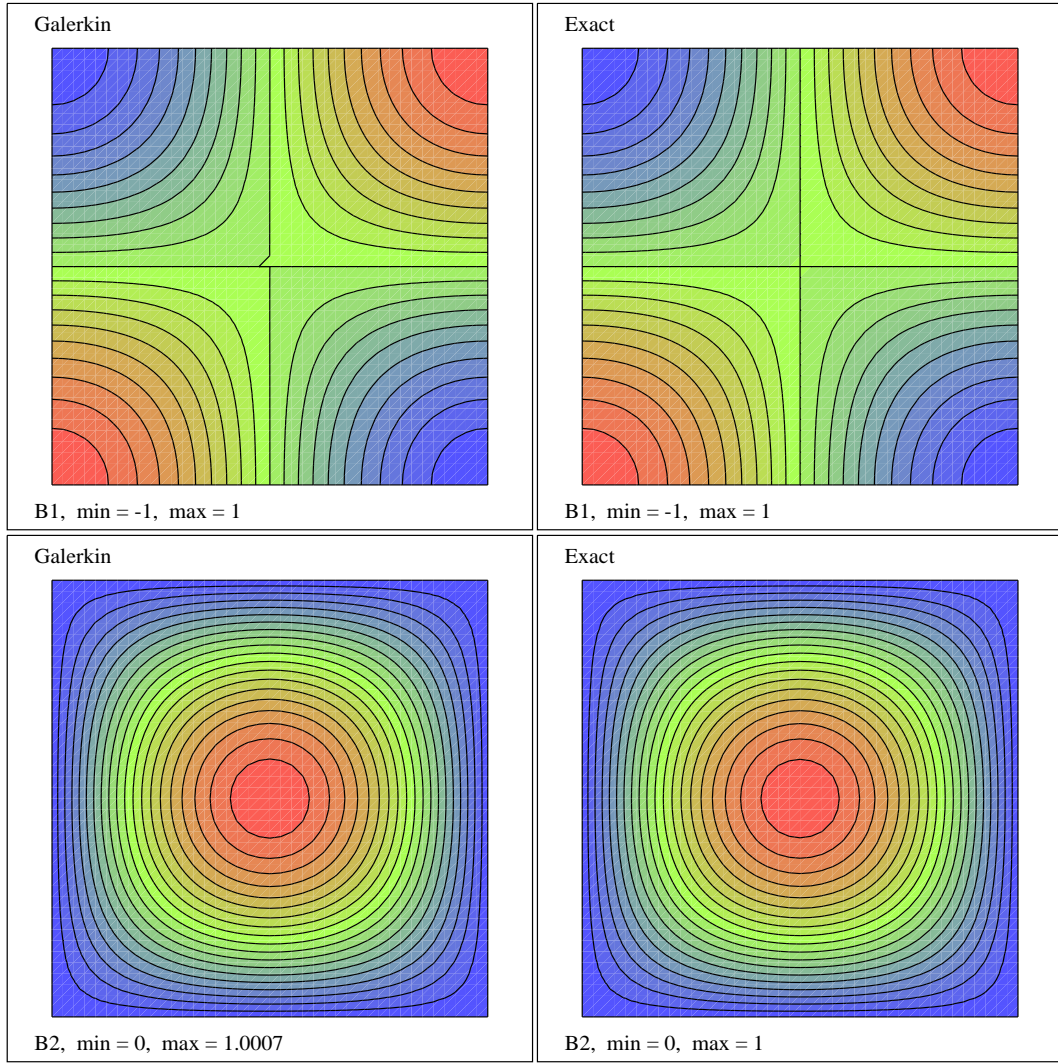 Galerkin
Exact
B1, min = -1, max = 1
B1, min = -1, max = 1
Galerkin
Exact
B2, min = 0, max = 1.0007
B2, min = 0, max = 1